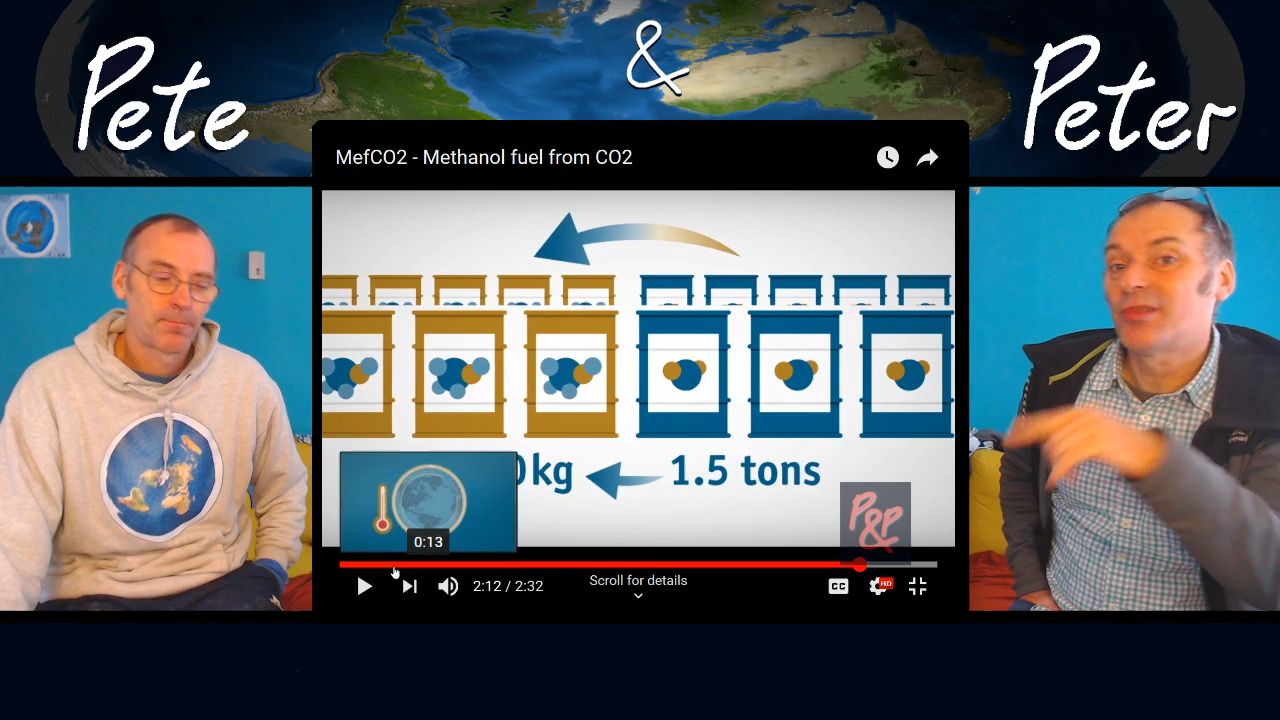 Pete & Peter
MefCO2 - Methanol fuel from CO2
0kg 1.5 tons
P&P
0:13
2:12 / 2:32
Scroll for details
CC
HD